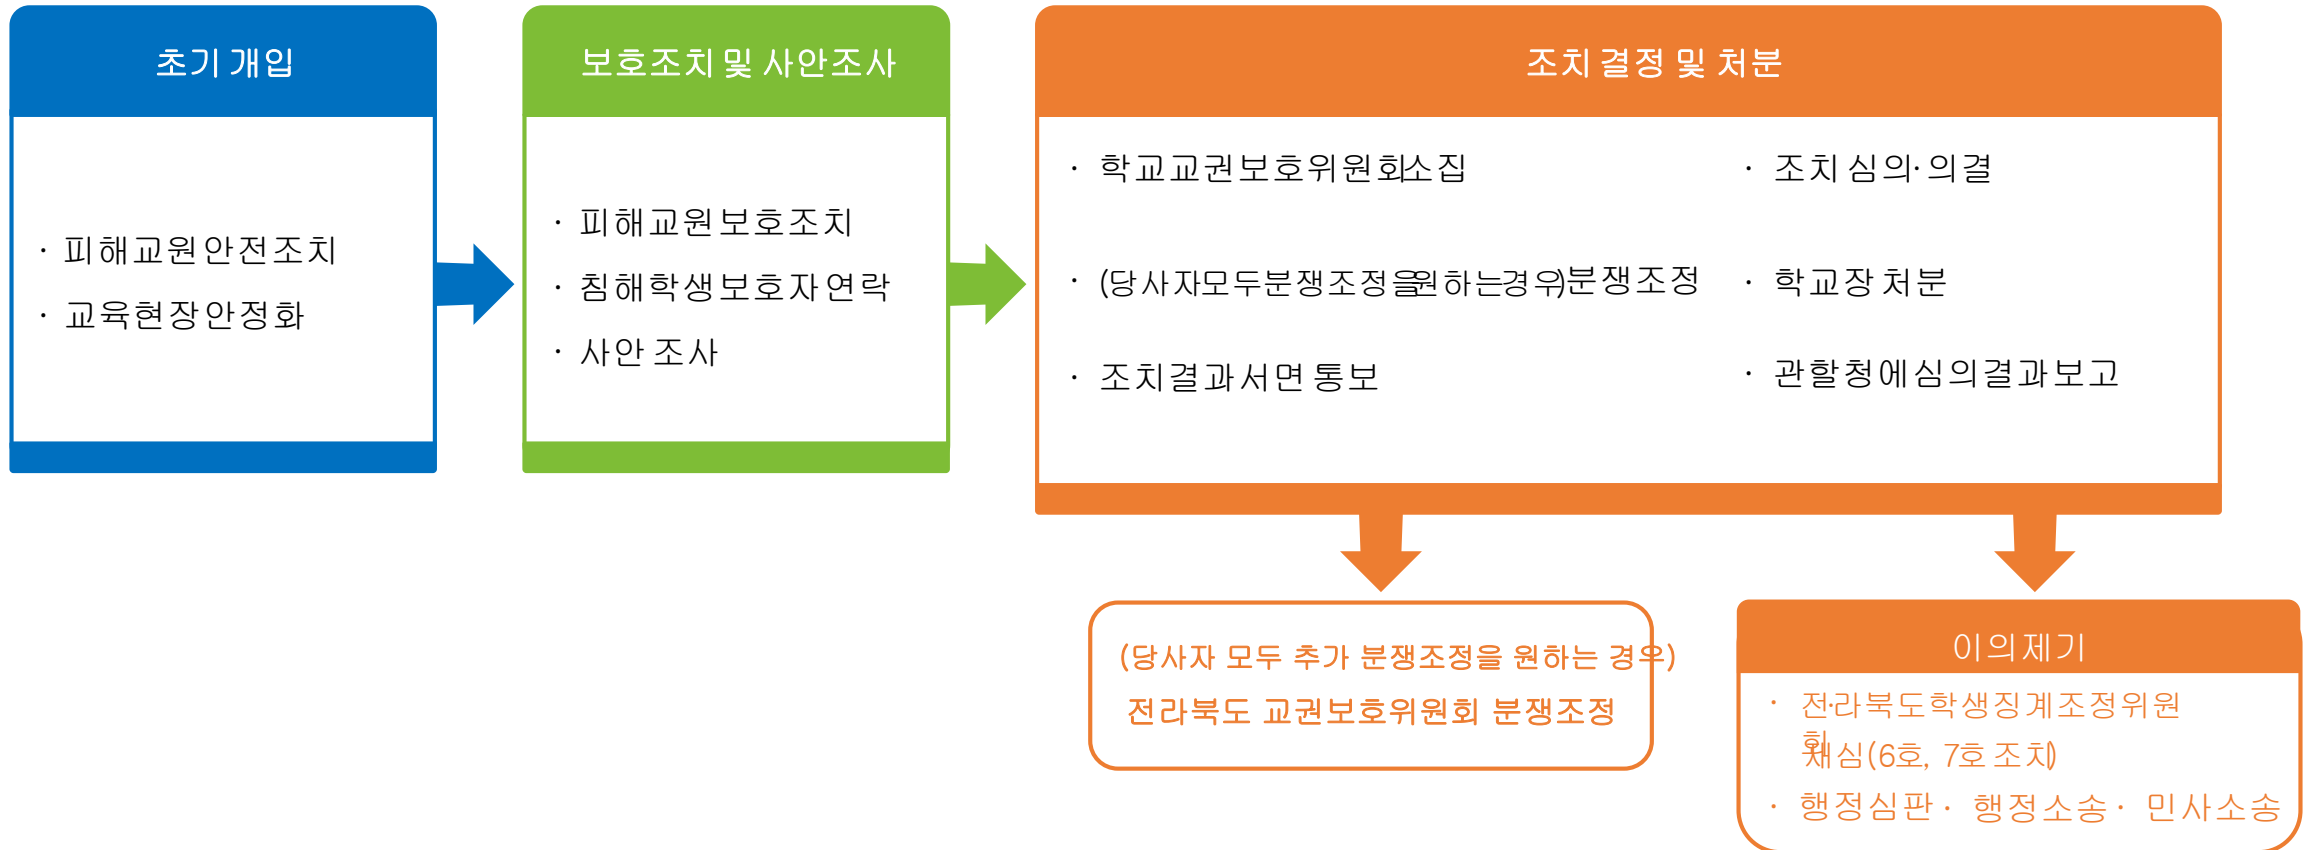 초기 개입
· 피해교원 안전조치
· 교육현장 안정화
보호조치 및 사안조사
· 피해교원 보호조치
· 침해학생 보호자 연락
· 사안 조사
조치 결정 및 처분
· 학교교권보호위원회 소집
· (당사자 모두 분쟁조정을 원하는 경우) 분쟁조정
· 조치결과 서면 통보
· 조치 심의·의결
· 학교장 처분
· 관할청에 심의결과 보고
(당사자 모두 추가 분쟁조정을 원하는 경우)
전라북도 교권보호위원회 분쟁조정
이의제기
· 전·라북도학생징계조정위원
회
재심(6호, 7호 조치)
· 행정심판 · 행정소송 · 민사소송